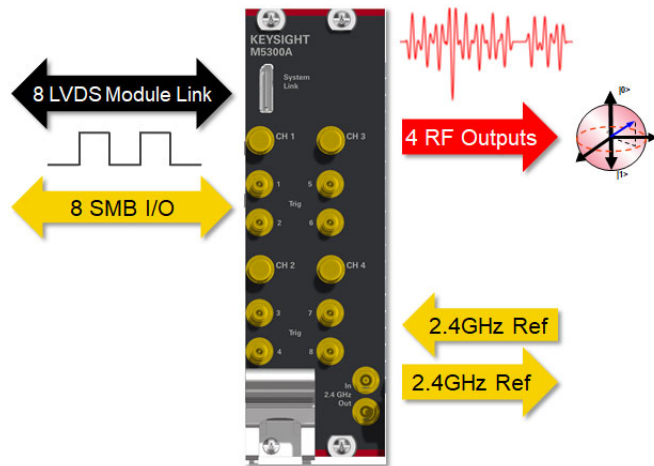 KEYSIGHT
M5300A
System
Link
8 LVDS Module Link
8 SMB I/O
CH 1
CH 3
1
5
Trig
2
6
CH 2
CH 4
3
7
Trig
4
8
In
2.4 GHz
Out
4 RF Outputs
|0>
|1>
2.4GHz Ref
2.4GHz Ref